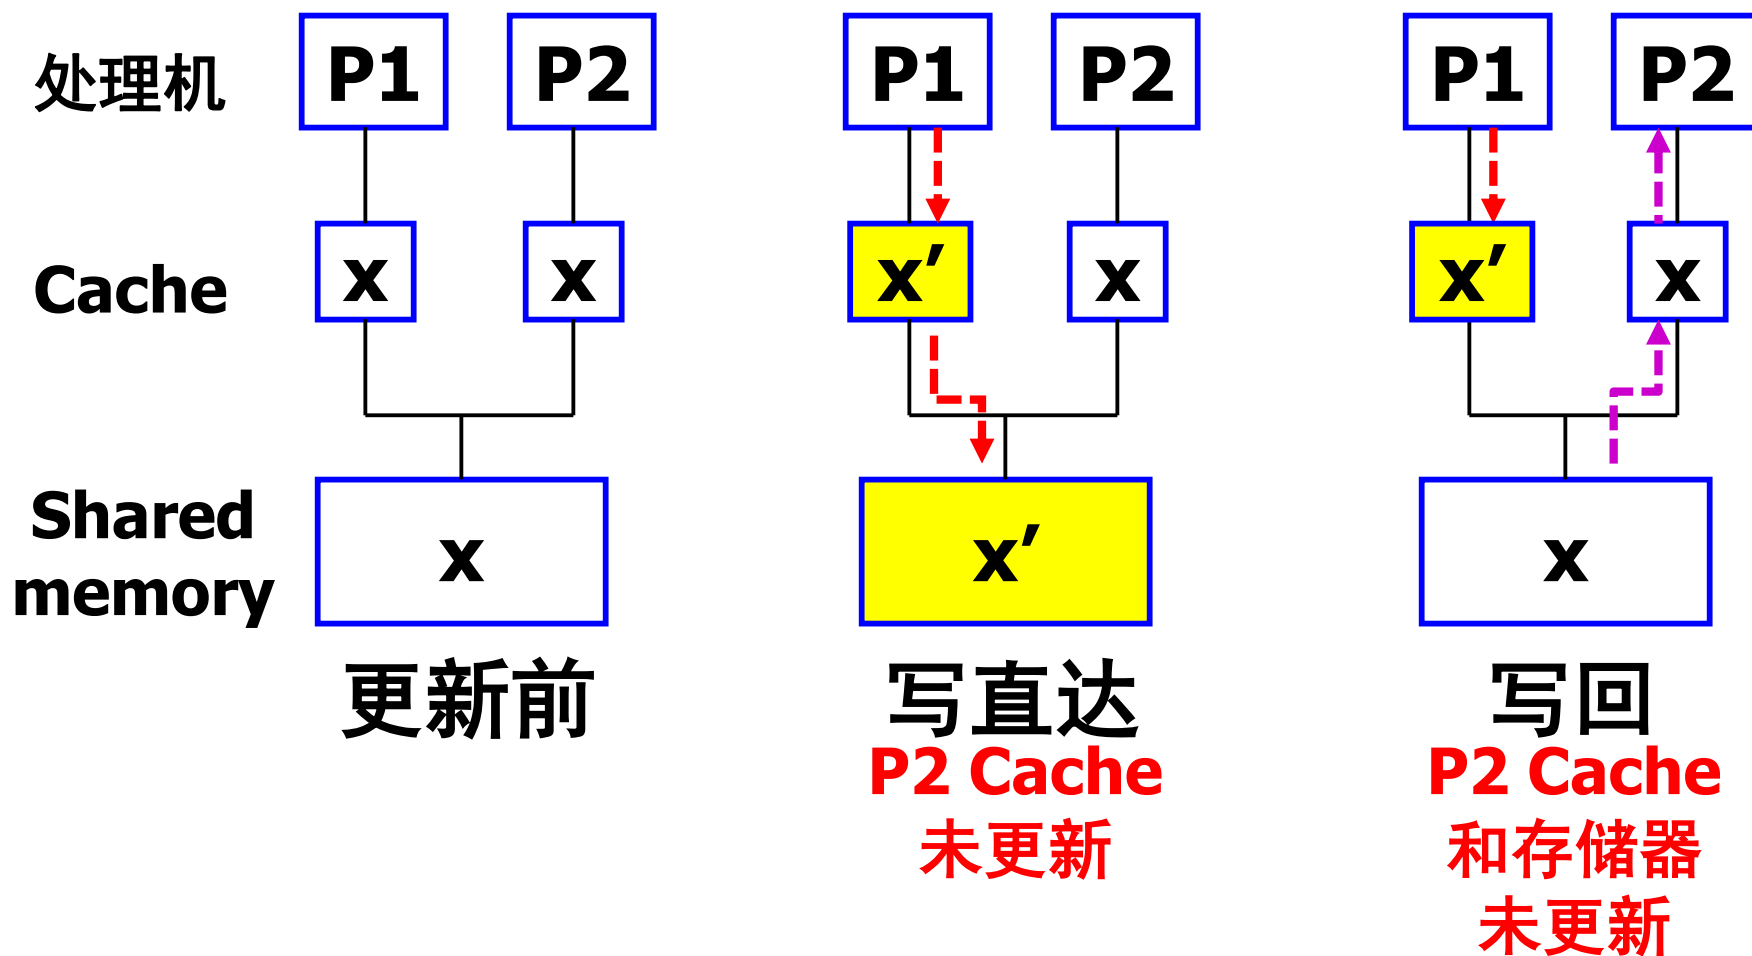 处理机 P1 P2 P1 P2 P1 P2
Cache x x x′ x x′ x
Shared
memory
x x′ x
更新前 写直达 写回
P2 Cache P2 Cache
未更新 和存储器
未更新